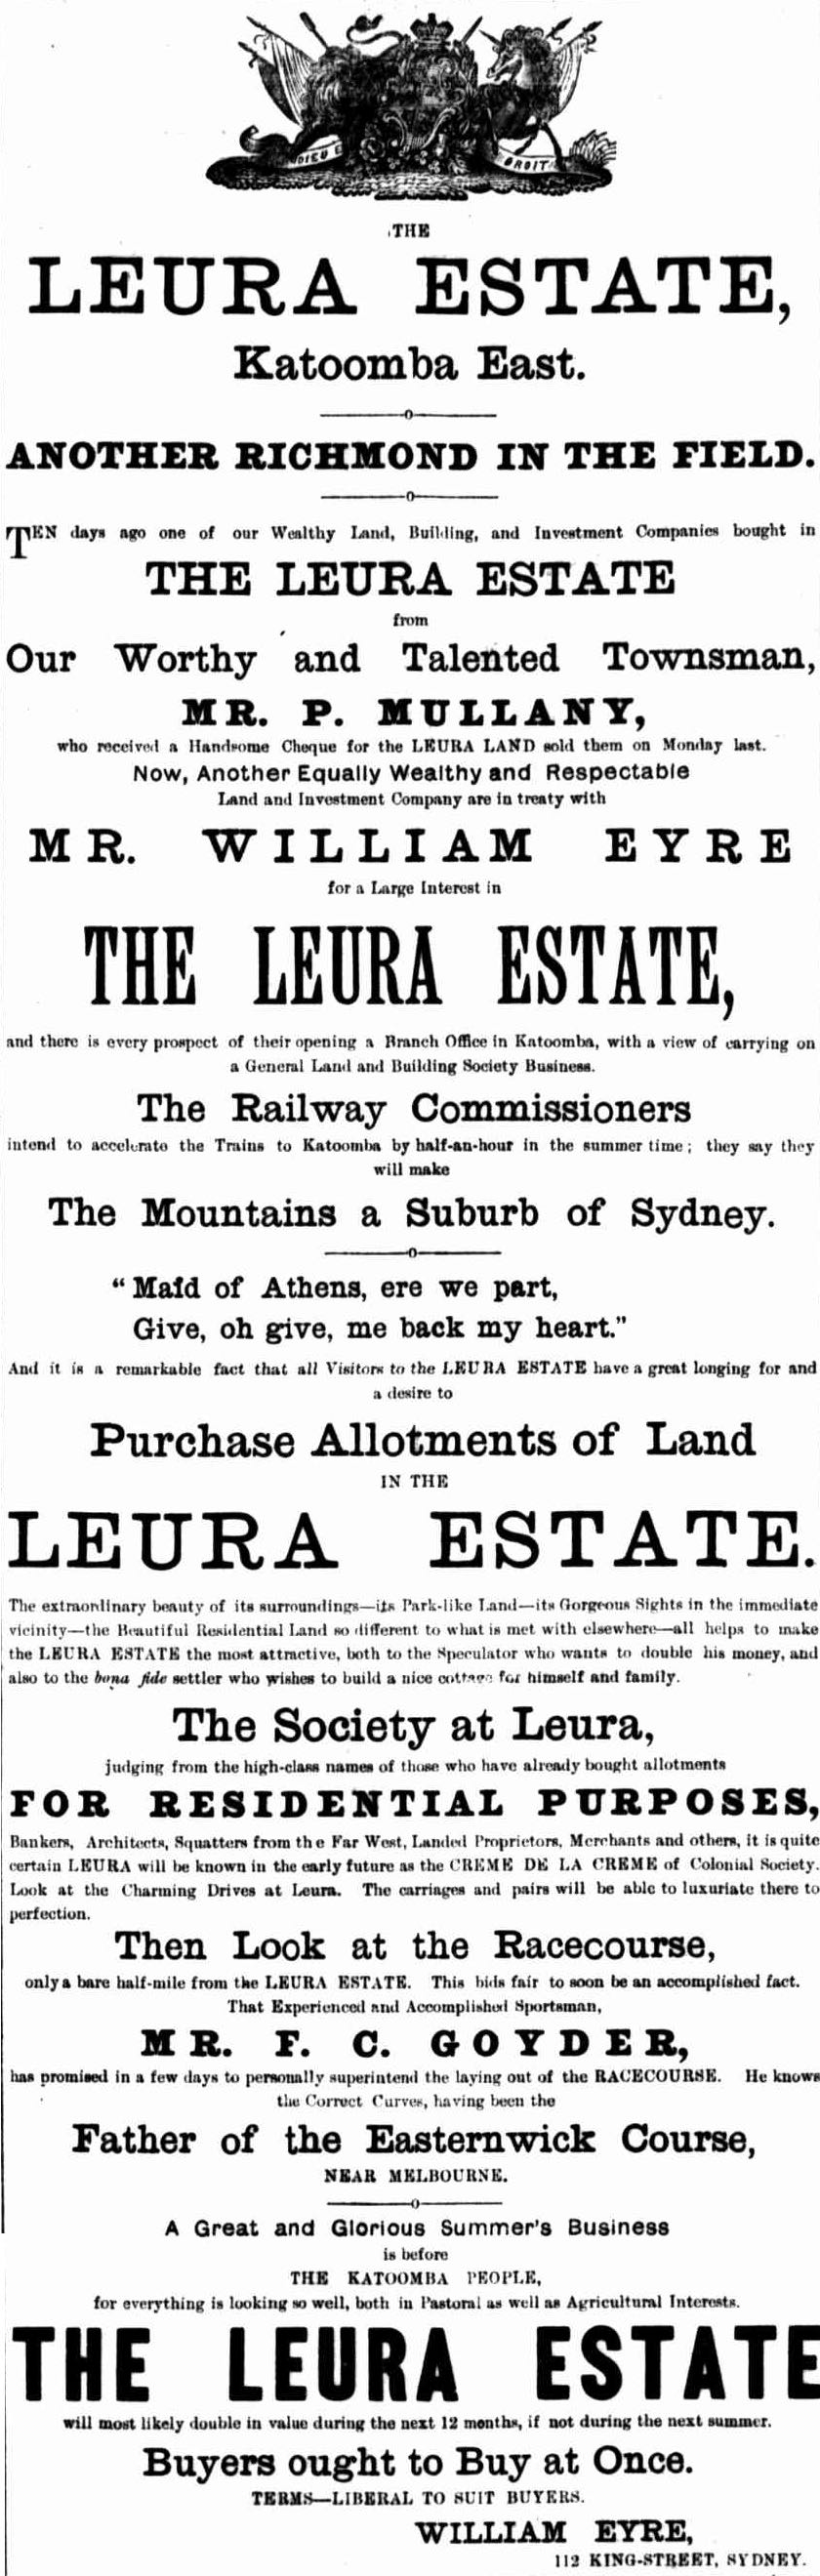 DIEU E
DROIT
THE
LEURA ESTATE,
Katoomba East.
ANOTHER RICHMOND IN THE FIELD.
TEN days ago one of our Wealthy Land, Building, and Investment Companies bought in
THE LEURA ESTATE
from
Our Worthy and Talented Townsman,
MR. P. MULLANY,
who received a Handsome Cheque for the LEURA LAND sold them on Monday last.
Now, Another Equally Wealthy and Respectable
Land and Investment Company are in treaty with
MR. WILLIAM EYRE
for a Large Interest in
THE LEURA ESTATE,
and there is every prospect of their opening a Branch Office in Katoomba, with a view of carrying on
a General Land and Building Society Business.
The Railway Commissioners
intend to accelerate the Trains to Katoomba by half-an-hour in the summer time; they say they
will make
The Mountains a Suburb of Sydney.
"Maid of Athens, ere we part,
Give, oh give, me back my heart."
And it is a remarkable fact that all Visitors to the LEURA ESTATE have a great longing for and
a desire to
Purchase Allotments of Land
IN THE
LEURA ESTATE.
The extraordinary beauty of its surroundings—its Park-like Land—its Gorgeous Sights in the immediate
vicinity—the Beautiful Residential Land so different to what is met with elsewhere—all helps to make
the LEURA ESTATE the most attractive, both to the Speculator who wants to double his money, and
also to the bona fide settler who wishes to build a nice cottage for himself and family.
The Society at Leura,
judging from the high-class names of those who have already bought allotments
FOR RESIDENTIAL PURPOSES,
Bankers, Architects, Squatters from the Far West, Landed Proprietors, Merchants and others, it is quite
certain LEURA will be known in the early future as the CREME DE LA CREME of Colonial Society.
Look at the Charming Drives at Leura. The carriages and pairs will be able to luxuriate there to
perfection.
Then Look at the Racecourse,
only a bare half-mile from the LEURA ESTATE. This bids fair to soon be an accomplished fact.
That Experienced and Accomplished Sportsman,
MR. F. C. GOYDER,
has promised in a few days to personally superintend the laying out of the RACECOURSE. He knows
the Correct Curves, having been the
Father of the Easternwick Course,
NEAR MELBOURNE.
A Great and Glorious Summer's Business
is before
THE KATOOMBA PEOPLE,
for everything is looking so well, both in Pastoral as well as Agricultural Interests.
THE LEURA ESTATE
will most likely double in value during the next 12 months, if not during the next summer.
Buyers ought to Buy at Once.
TERMS—LIBERAL TO SUIT BUYERS.
WILLIAM EYRE,
112 KING-STREET, SYDNEY.